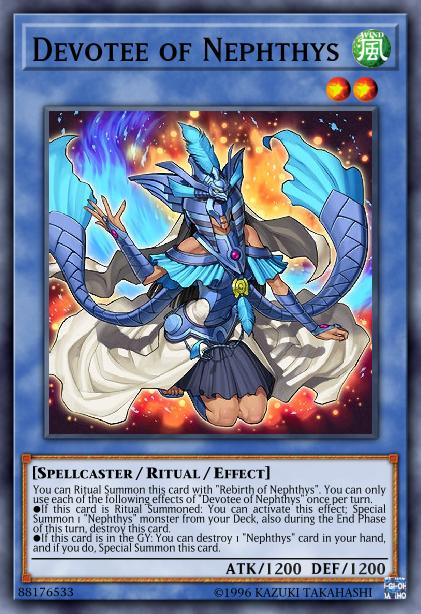 Devotee of Nephthys
WIND
風
[Spellcaster / Ritual / Effect]
You can Ritual Summon this card with "Rebirth of Nephthys". You can only
use each of the following effects of "Devotee of Nephthys" once per turn.
●If this card is Ritual Summoned: You can activate this effect; Special
Summon 1 "Nephthys" monster from your Deck, also during the End Phase
of this turn, destroy this card.
●If this card is in the GY: You can destroy 1 "Nephthys" card in your hand,
and if you do, Special Summon this card.
ATK/1200 DEF/1200
88176533 ©1996 KAZUKI TAKAHASHI